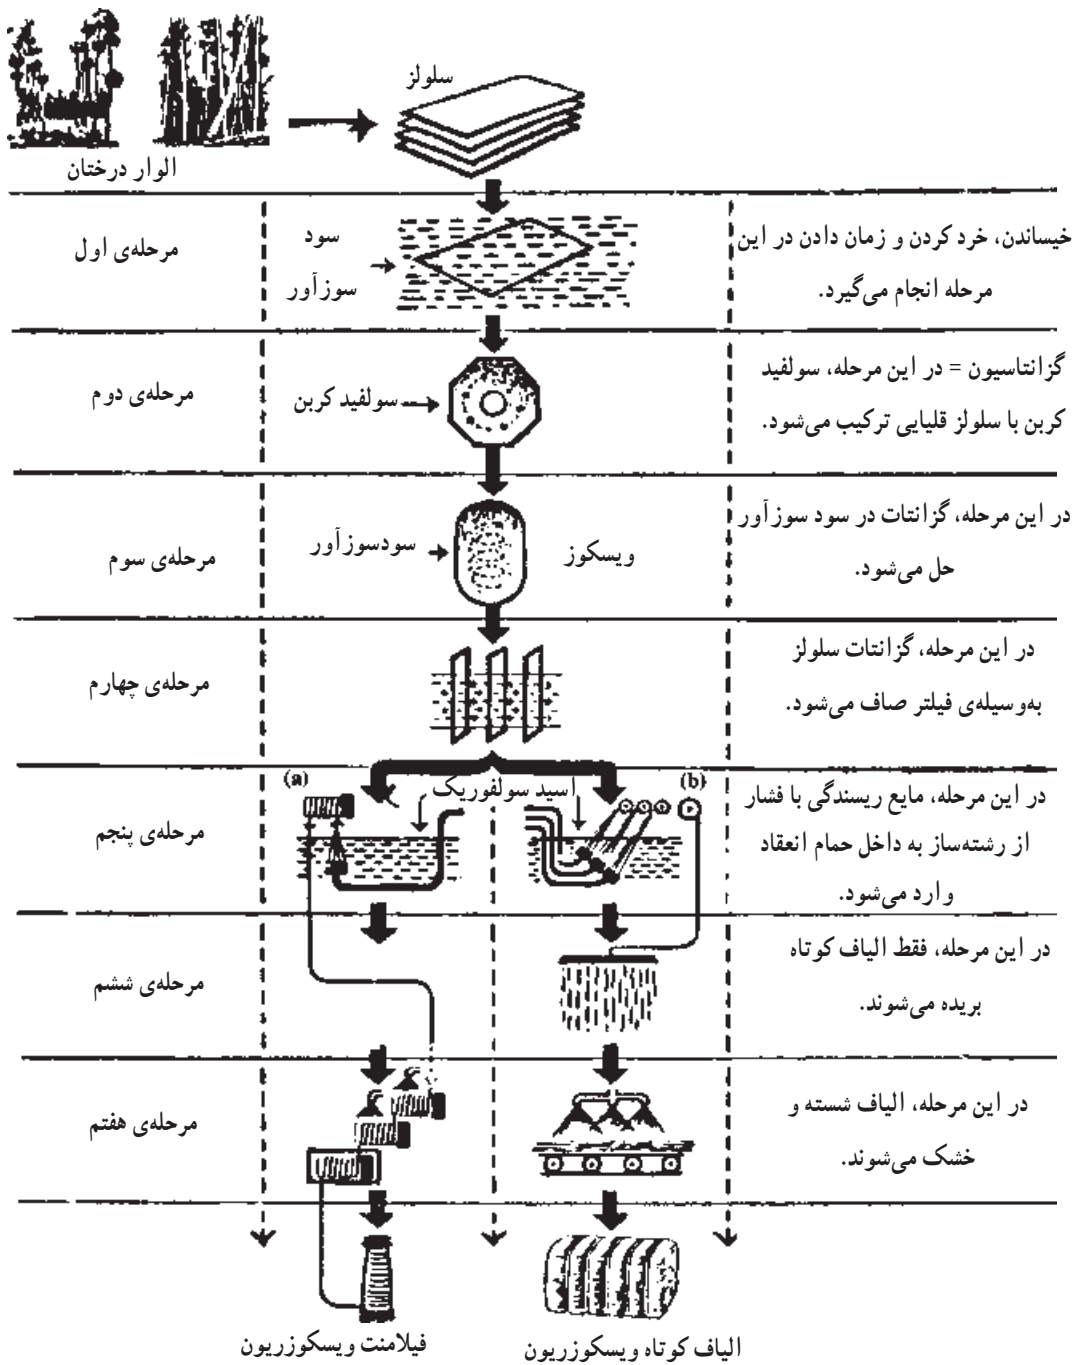 سلولز
الوار درختان
خیساندن، خرد کردن و زمان دادن در این
مرحله انجام می‌گیرد.
سود
سوزآور
مرحله‌ی اول
گزانتاسیون = در این مرحله، سولفید
کربن با سلولز قلیایی ترکیب می‌شود.
سولفید کربن
مرحله‌ی دوم
در این مرحله، گزانتات در سود سوزآور
حل می‌شود.
ویسکوز
سودسوزآور
مرحله‌ی سوم
در این مرحله، گزانتات سلولز
به‌وسیله‌ی فیلتر صاف می‌شود.
مرحله‌ی چهارم
در این مرحله، مایع ریسندگی با فشار
از رشته‌ساز به داخل حمام انعقاد
وارد می‌شود.
(b)
اسید سولفوریک
(a)
مرحله‌ی پنجم
در این مرحله، فقط الیاف کوتاه
بریده می‌شوند.
مرحله‌ی ششم
در این مرحله، الیاف شسته و
خشک می‌شوند.
مرحله‌ی هفتم
الیاف کوتاه ویسکوزریون
فیلامنت ویسکوزریون